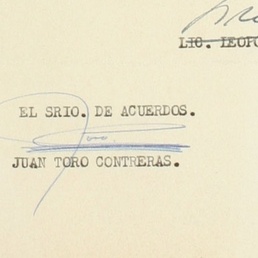 LIC. LEOPO
EL SRIO. DE ACUERDOS.
JUAN TORO CONTRERAS.